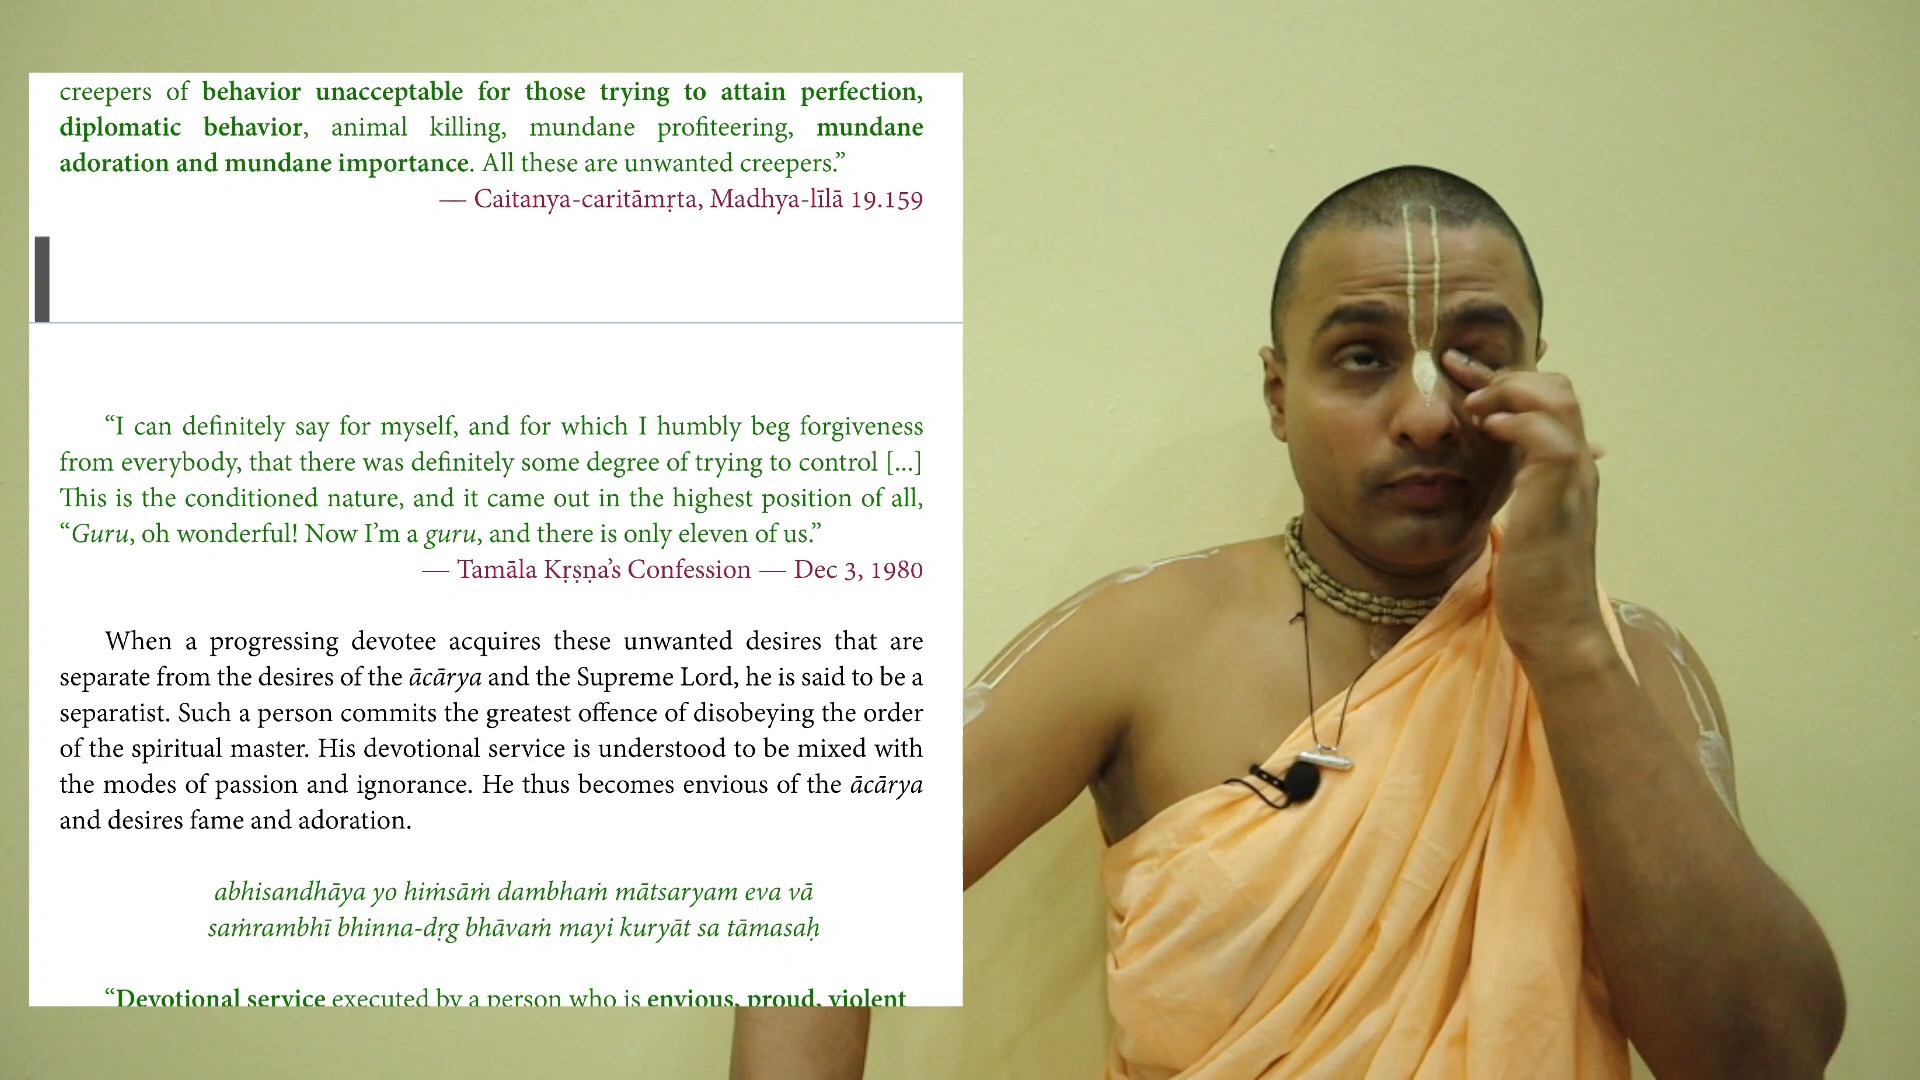 creepers of behavior unacceptable for those trying to attain perfection,
diplomatic behavior, animal killing, mundane profiteering, mundane
adoration and mundane importance. All these are unwanted creepers.”
— Caitanya-caritāmṛta, Madhya-līlā 19.159
“I can definitely say for myself, and for which I humbly beg forgiveness
from everybody, that there was definitely some degree of trying to control [...]
This is the conditioned nature, and it came out in the highest position of all,
“Guru, oh wonderful! Now I’m a guru, and there is only eleven of us.”
— Tamāla Kṛṣṇa’s Confession — Dec 3, 1980
When a progressing devotee acquires these unwanted desires that are
separate from the desires of the ācārya and the Supreme Lord, he is said to be a
separatist. Such a person commits the greatest offence of disobeying the order
of the spiritual master. His devotional service is understood to be mixed with
the modes of passion and ignorance. He thus becomes envious of the ācārya
and desires fame and adoration.
abhisandhāya yo hiṁsāṁ dambhaṁ mātsaryam eva vā
saṁrambhī bhinna-dṛg bhāvaṁ mayi kuryāt sa tāmasaḥ
“Devotional service executed by a person who is envious, proud, violent